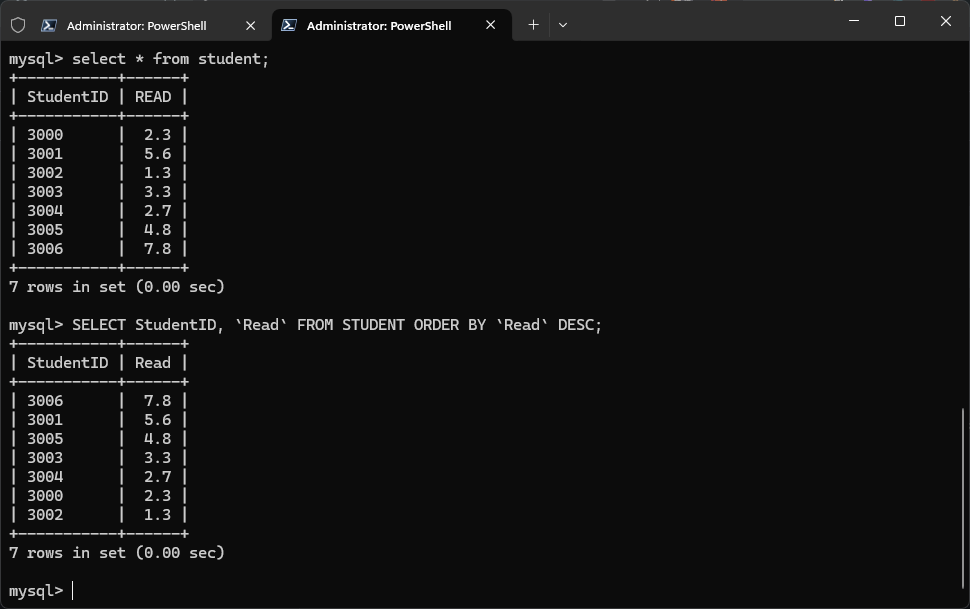 Administrator: PowerShell
Administrator: PowerShell
mysql> select * from student;
+-----------+------+
| StudentID | READ |
+-----------+------+
| 3000      |  2.3 |
| 3001      |  5.6 |
| 3002      |  1.3 |
| 3003      |  3.3 |
| 3004      |  2.7 |
| 3005      |  4.8 |
| 3006      |  7.8 |
+-----------+------+
7 rows in set (0.00 sec)
mysql> SELECT StudentID, `Read` FROM STUDENT ORDER BY `Read` DESC;
+-----------+------+
| StudentID | Read |
+-----------+------+
| 3006      |  7.8 |
| 3001      |  5.6 |
| 3005      |  4.8 |
| 3003      |  3.3 |
| 3004      |  2.7 |
| 3000      |  2.3 |
| 3002      |  1.3 |
+-----------+------+
7 rows in set (0.00 sec)
mysql>